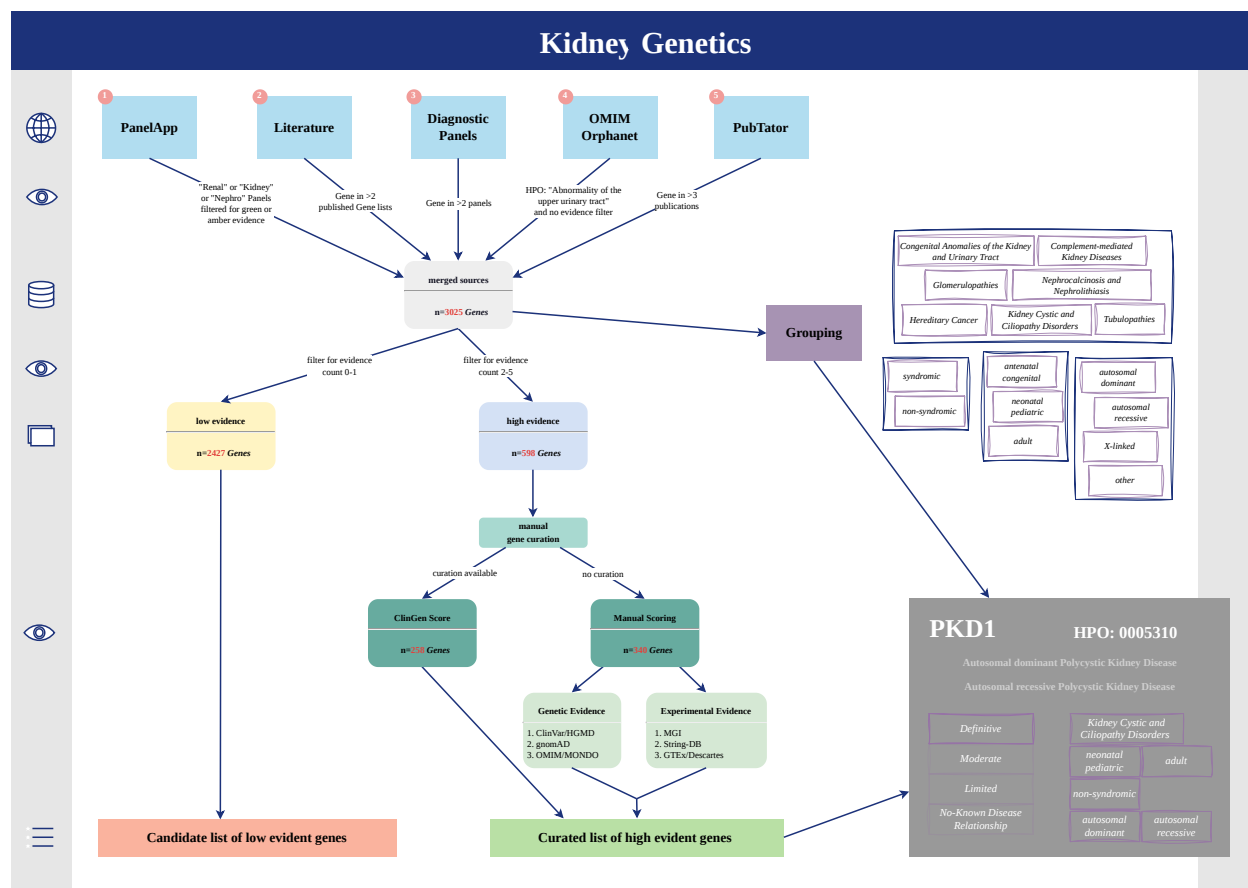 Kidney Genetics
1
PanelApp
2
Literature
3
Diagnostic
Panels
4
OMIM
Orphanet
5
PubTator
"Renal" or "Kidney"
or "Nephro" Panels
filtered for green or
amber evidence
Gene in >2
published Gene lists
Gene in >2 panels
HPO: "Abnormality of the
upper urinary tract"
and no evidence filter
Gene in >3
publications
merged sources
n=3025 Genes
Grouping
Congenital Anomalies of the Kidney
and Urinary Tract
Complement-mediated
Kidney Diseases
Glomerulopathies
Nephrocalcinosis and
Nephrolithiasis
Hereditary Cancer
Kidney Cystic and
Ciliopathy Disorders
Tubulopathies
syndromic
non-syndromic
antenatal
congenital
neonatal
pediatric
adult
autosomal
dominant
autosomal
recessive
X-linked
other
filter for evidence
count 0-1
filter for evidence
count 2-5
low evidence
n=2427 Genes
high evidence
n=598 Genes
manual
gene curation
curation available
no curation
ClinGen Score
n=258 Genes
Manual Scoring
n=340 Genes
Genetic Evidence
1. ClinVar/HGMD
2. gnomAD
3. OMIM/MONDO
Experimental Evidence
1. MGI
2. String-DB
3. GTEx/Descartes
Candidate list of low evident genes
Curated list of high evident genes
PKD1
HPO: 0005310
Autosomal dominant Polycystic Kidney Disease
Autosomal recessive Polycystic Kidney Disease
Definitive
Moderate
Limited
No-Known Disease
Relationship
Kidney Cystic and
Ciliopathy Disorders
neonatal
pediatric
adult
non-syndromic
autosomal
dominant
autosomal
recessive